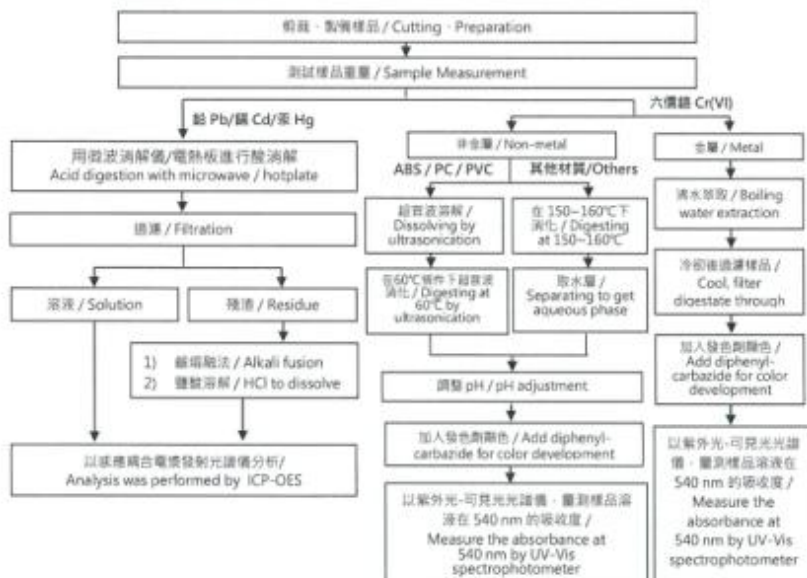 剪裁、製備樣品 / Cutting、Preparation
測試樣品重量 / Sample Measurement
鉛 Pb/鎘 Cd/汞 Hg
六價鉻 Cr(VI)
用微波消解儀/電熱板進行酸消解
Acid digestion with microwave / hotplate
過濾 / Filtration
溶液 / Solution
殘渣 / Residue
1) 鹼熔融法 / Alkali fusion
2) 鹽酸溶解 / HCl to dissolve
以感應耦合電漿發射光譜儀分析/
Analysis was performed by ICP-OES
非金屬 / Non-metal
ABS / PC / PVC
其他材質/Others
超音波溶解 /
Dissolving by
ultrasonication
在60℃條件下超音波
消化 / Digesting at
60℃ by
ultrasonication
在 150~160℃下
消化 / Digesting
at 150~160℃
取水層 /
Separating to get
aqueous phase
調整 pH / pH adjustment
加入發色劑顯色 / Add diphenyl-
carbazide for color development
以紫外光-可見光光譜儀，量測樣品溶
液在 540 nm 的吸收度 /
Measure the absorbance at
540 nm by UV-Vis
spectrophotometer
金屬 / Metal
沸水萃取 / Boiling
water extraction
冷卻後過濾樣品 /
Cool, filter
digestate through
加入發色劑顯色 /
Add diphenyl-
carbazide for color
development
以紫外光-可見光光譜
儀，量測樣品溶液在
540 nm 的吸收度 /
Measure the
absorbance at
540 nm by UV-Vis
spectrophotometer